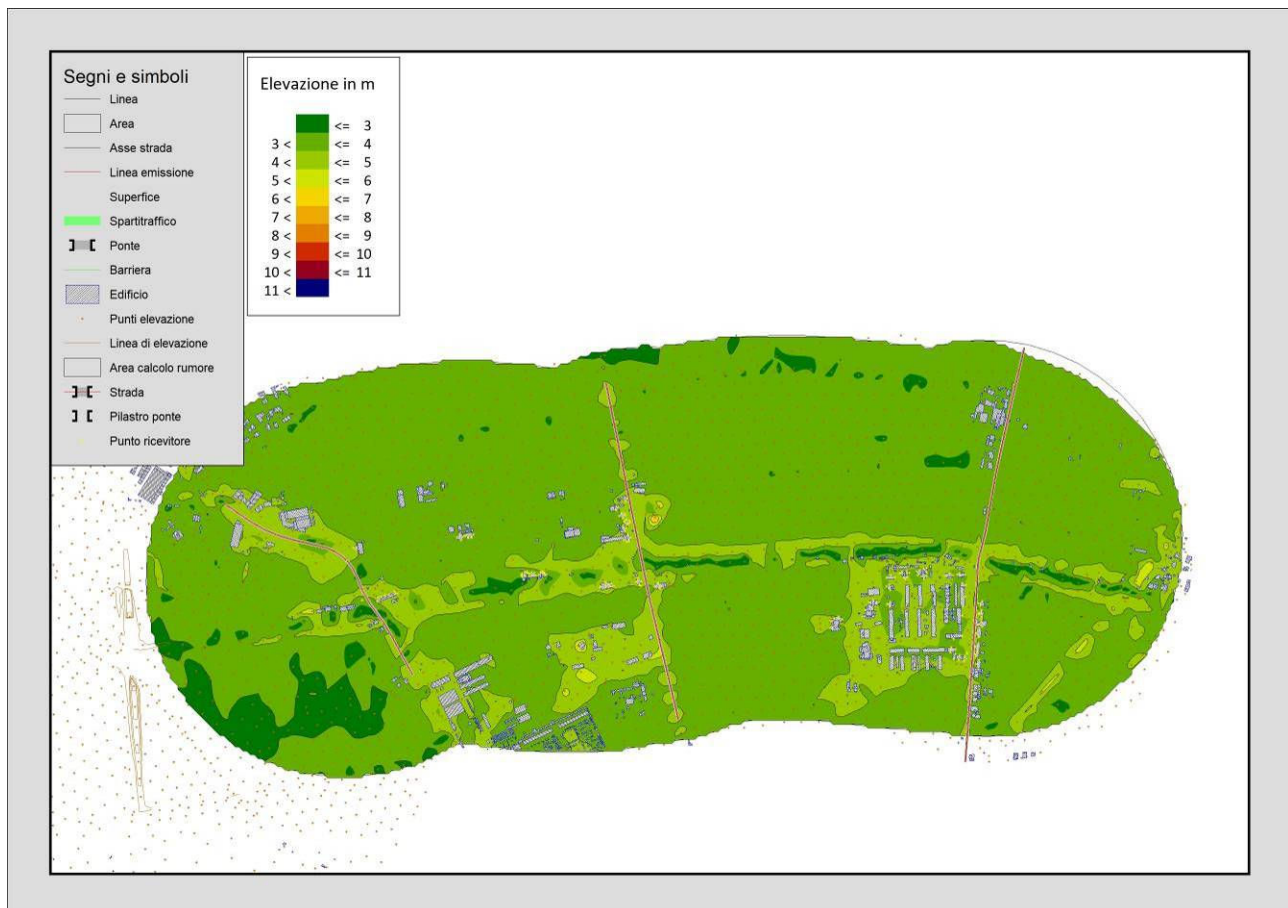 Segni e simboli
Linea
Area
Asse strada
Linea emissione
Superfice
Spartitraffico
Ponte
Barriera
Edificio
Punti elevazione
Linea di elevazione
Area calcolo rumore
Strada
Pilastro ponte
Punto ricevitore
Elevazione in m
<= 3
3 < <= 4
4 < <= 5
5 < <= 6
6 < <= 7
7 < <= 8
8 < <= 9
9 < <= 10
10 < <= 11
11 <